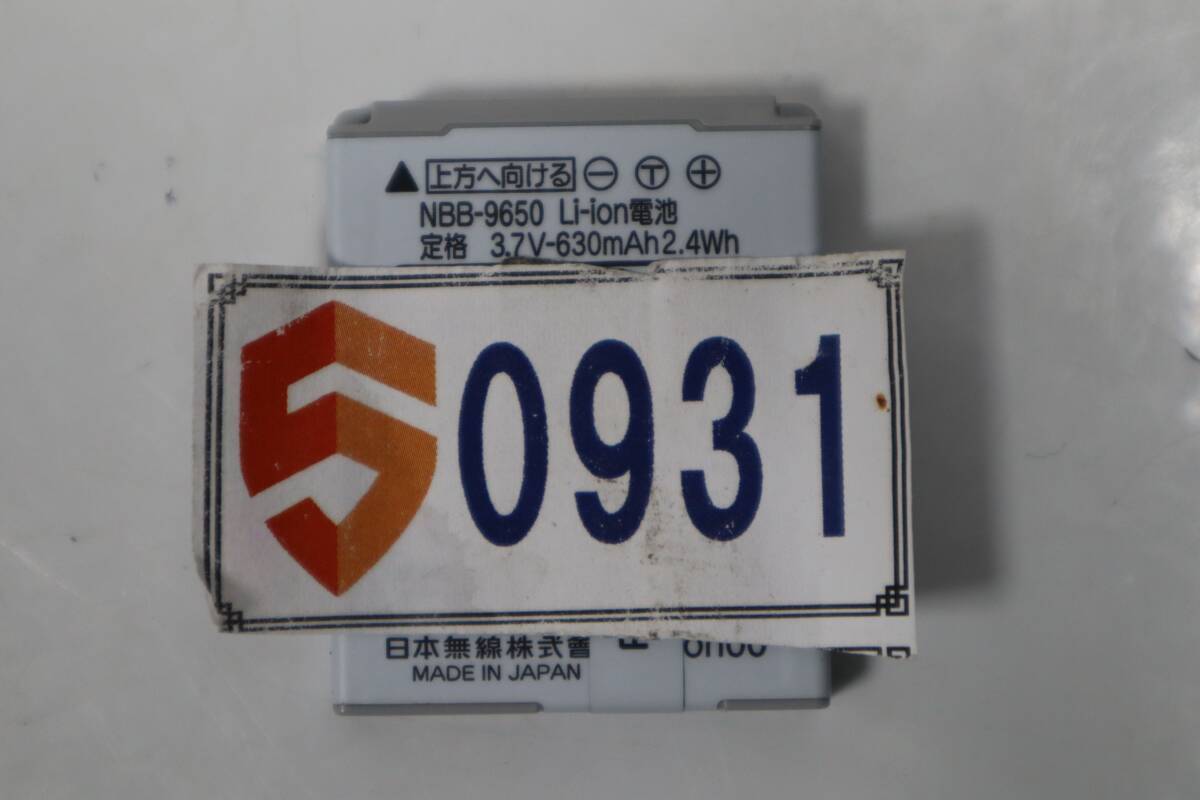 ▲ 上方へ向ける ⊖ Ⓣ ⊕
NBB-9650 Li-ion電池
定格 3.7V-630mAh2.4Wh
0931
日本無線株式會
MADE IN JAPAN